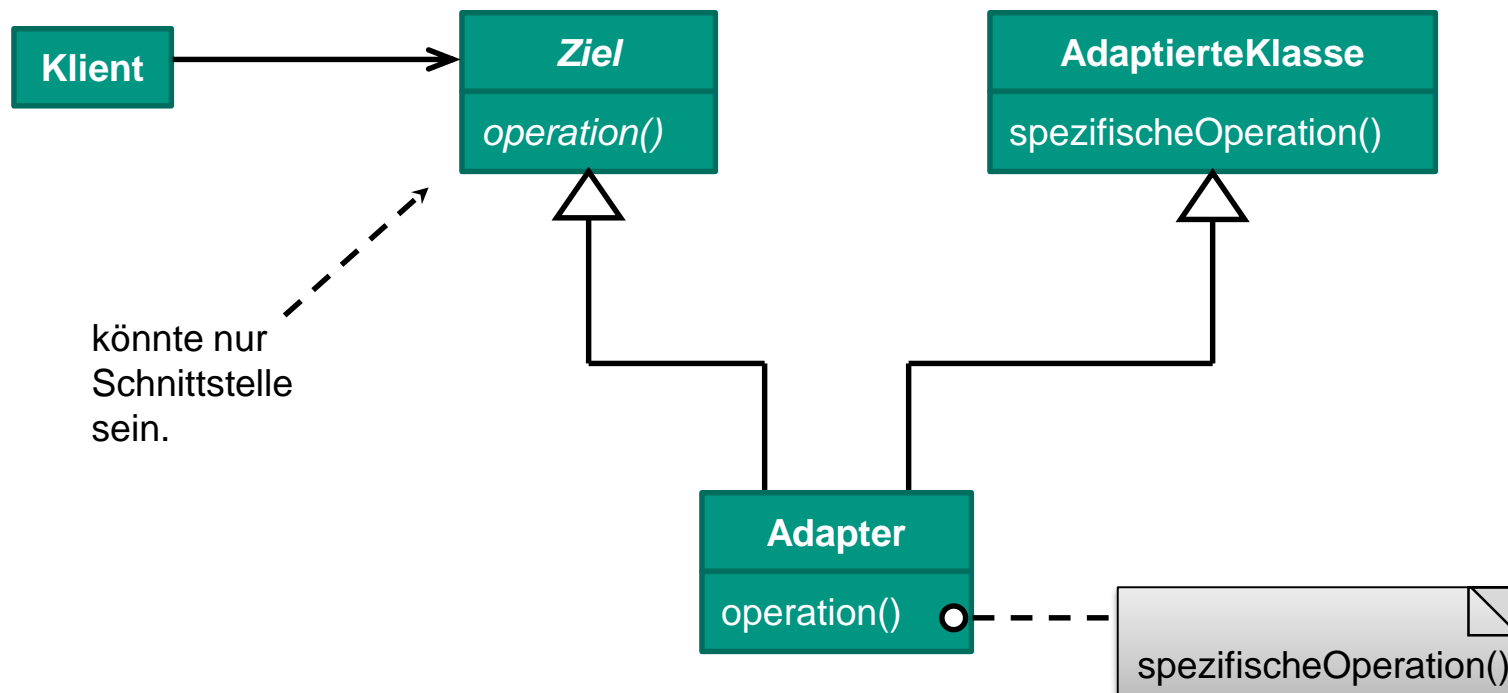 Klient
Ziel
operation()
AdaptierteKlasse
spezifischeOperation()
könnte nur
Schnittstelle
sein.
Adapter
operation()
spezifischeOperation()